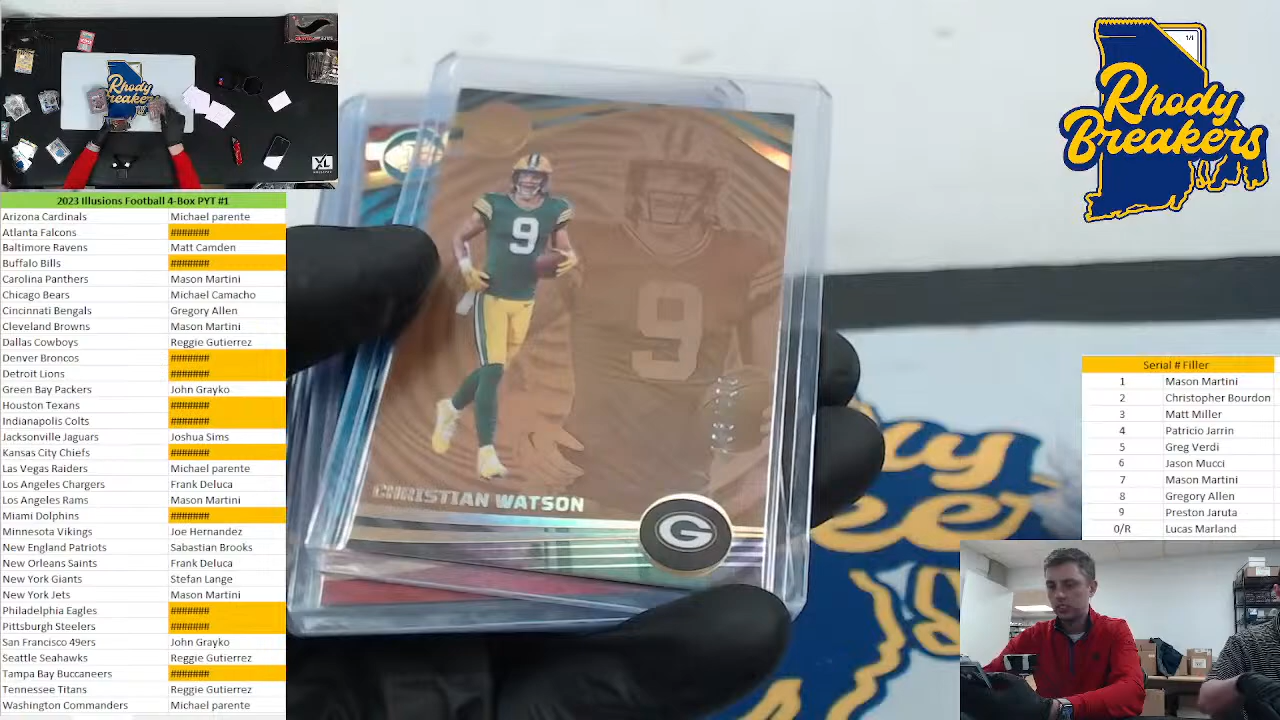 2023 Illusions Football 4-Box PYT #1
Arizona Cardinals Michael parente
Atlanta Falcons #######
Baltimore Ravens Matt Camden
Buffalo Bills #######
Carolina Panthers Mason Martini
Chicago Bears Michael Camacho
Cincinnati Bengals Gregory Allen
Cleveland Browns Mason Martini
Dallas Cowboys Reggie Gutierrez
Denver Broncos #######
Detroit Lions #######
Green Bay Packers John Grayko
Houston Texans #######
Indianapolis Colts #######
Jacksonville Jaguars Joshua Sims
Kansas City Chiefs #######
Las Vegas Raiders Michael parente
Los Angeles Chargers Frank Deluca
Los Angeles Rams Mason Martini
Miami Dolphins #######
Minnesota Vikings Joe Hernandez
New England Patriots Sabastian Brooks
New Orleans Saints Frank Deluca
New York Giants Stefan Lange
New York Jets Mason Martini
Philadelphia Eagles #######
Pittsburgh Steelers #######
San Francisco 49ers John Grayko
Seattle Seahawks Reggie Gutierrez
Tampa Bay Buccaneers #######
Tennessee Titans Reggie Gutierrez
Washington Commanders Michael parente
Rhody
Breakers
XL
9
9
CHRISTIAN WATSON
G
1/1
Rhody
Breakers
Serial # Filler
1 Mason Martini
2 Christopher Bourdon
3 Matt Miller
4 Patricio Jarrin
5 Greg Verdi
6 Jason Mucci
7 Mason Martini
8 Gregory Allen
9 Preston Jaruta
0/R Lucas Marland